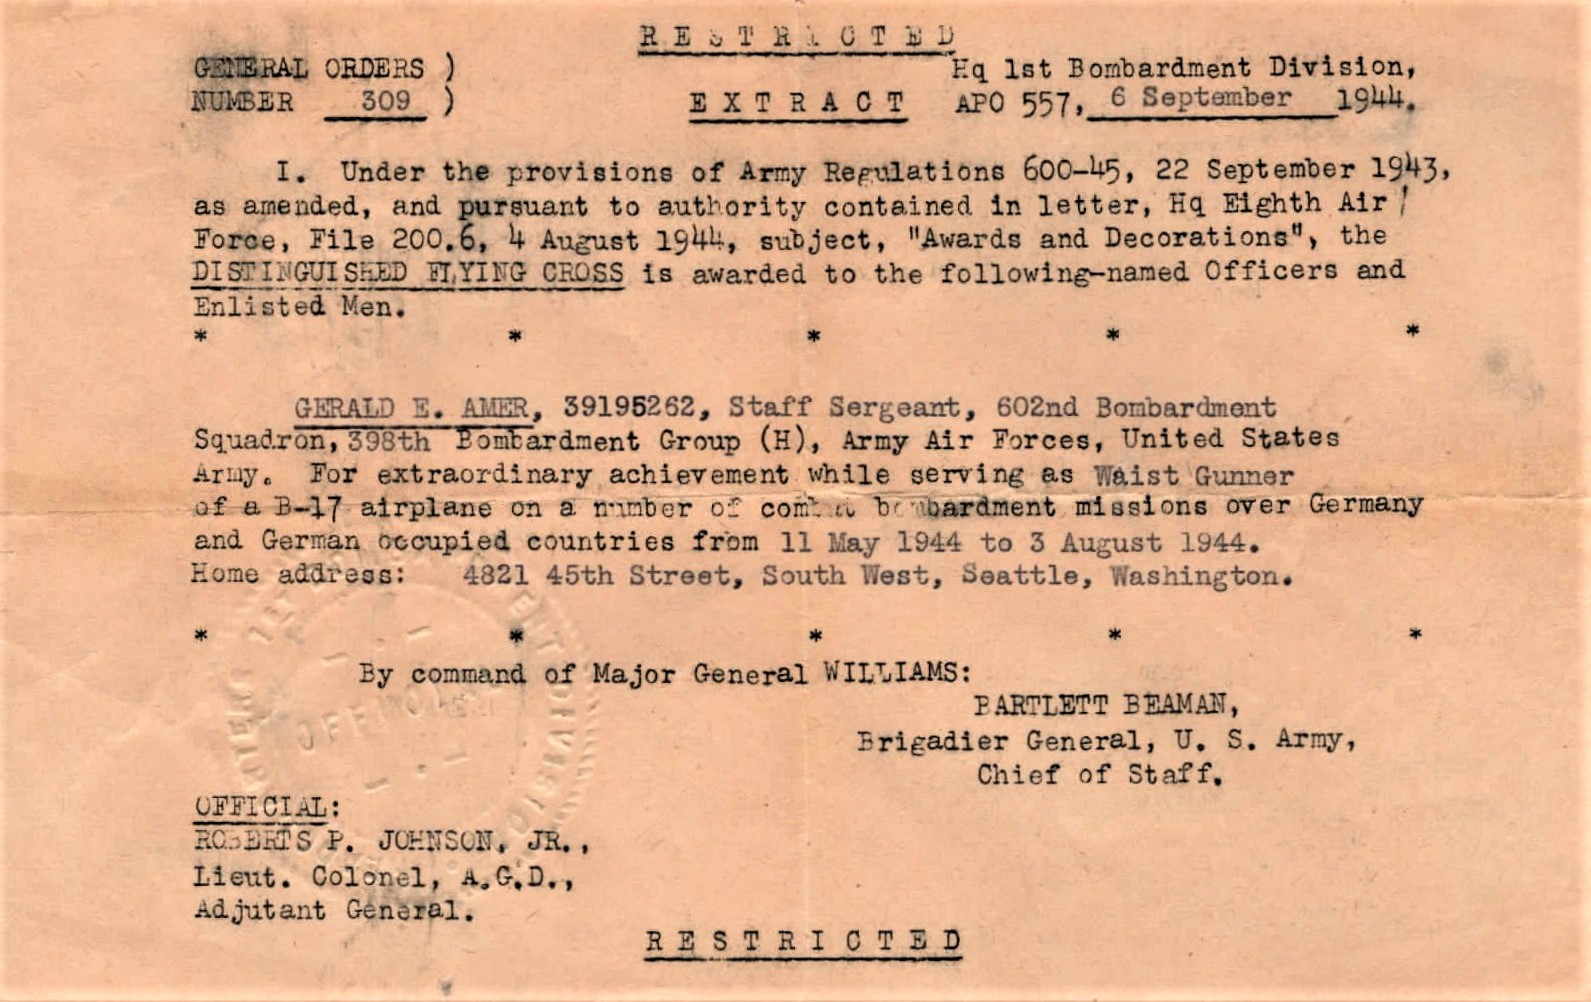 RESTRICTED
GENERAL ORDERS ) Hq 1st Bombardment Division,
NUMBER 309 ) EXTRACT APO 557, 6 September 1944.
I. Under the provisions of Army Regulations 600-45, 22 September 1943,
as amended, and pursuant to authority contained in letter, Hq Eighth Air
Force, File 200.6, 4 August 1944, subject, "Awards and Decorations", the
DISTINGUISHED FLYING CROSS is awarded to the following-named Officers and
Enlisted Men.
* * * * *
GERALD E. AMER, 39195262, Staff Sergeant, 602nd Bombardment
Squadron, 398th Bombardment Group (H), Army Air Forces, United States
Army. For extraordinary achievement while serving as Waist Gunner
of a B-17 airplane on a number of combat bombardment missions over Germany
and German occupied countries from 11 May 1944 to 3 August 1944.
Home address: 4821 45th Street, South West, Seattle, Washington.
* * * * *
By command of Major General WILLIAMS:
BARTLETT BEAMAN,
Brigadier General, U. S. Army,
Chief of Staff.
OFFICIAL:
ROBERTS P. JOHNSON, JR.,
Lieut. Colonel, A.G.D.,
Adjutant General.
RESTRICTED
OFFICIAL